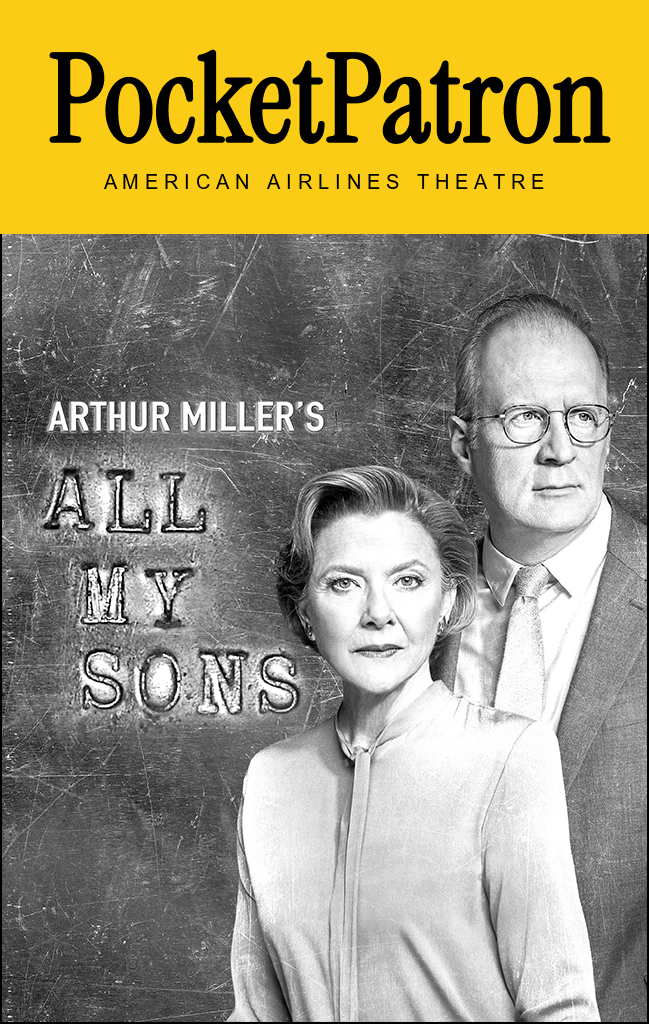 PocketPatron
AMERICAN AIRLINES THEATRE
ARTHUR MILLER'S
ALL
MY
SONS